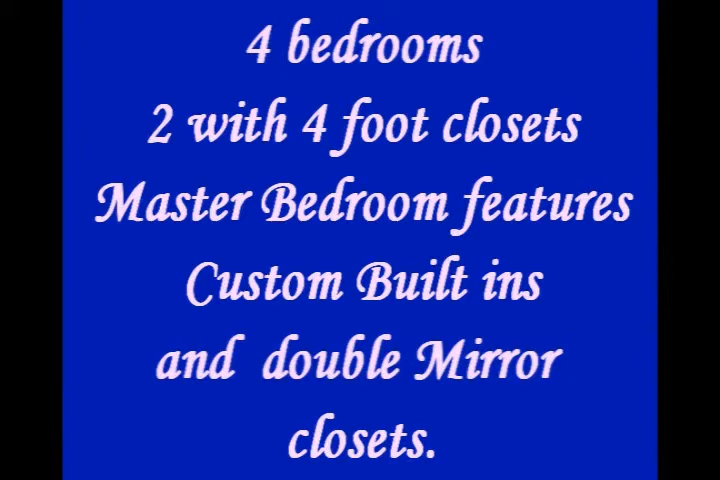 4 bedrooms
2 with 4 foot closets
Master Bedroom features
Custom Built ins
and double Mirror
closets.